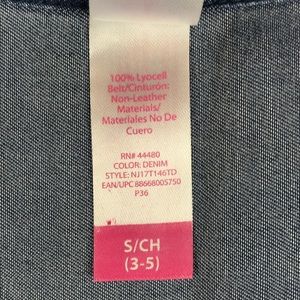 100% Lyocell
Belt/Cinturón:
Non-Leather
Materials/
Materiales No De
Cuero
RN# 44480
COLOR: DENIM
STYLE: NJ17T146TD
EAN/UPC 88668005750
P36
S/CH
(3-5)